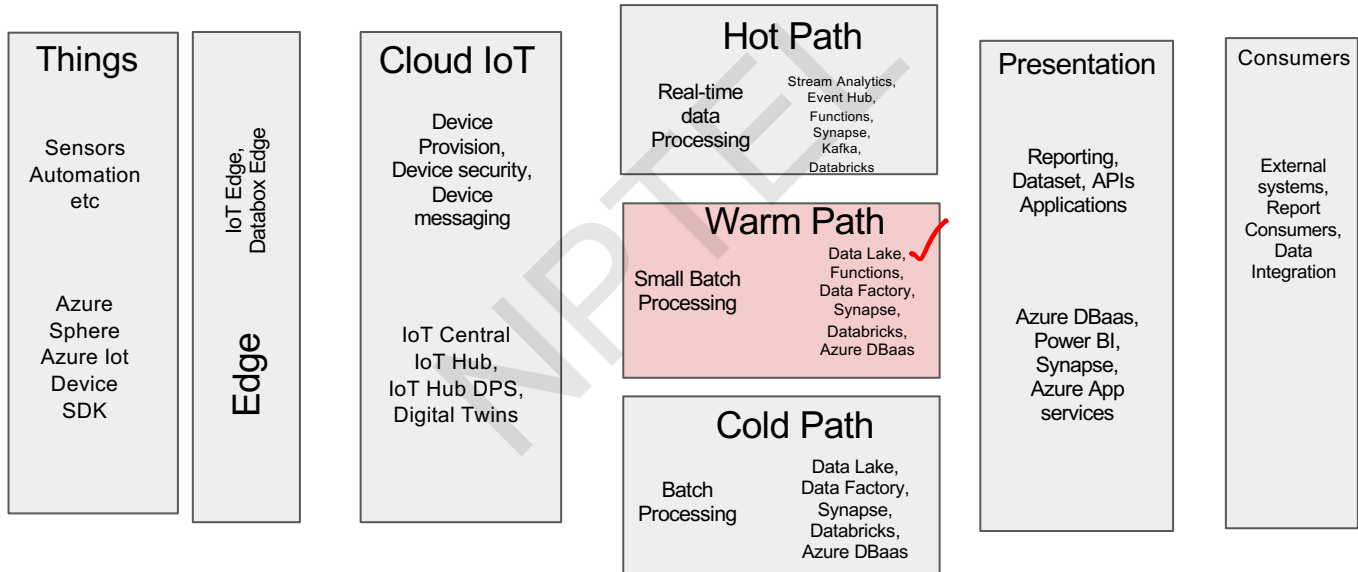 Things
Sensors
Automation
etc
Azure
Sphere
Azure Iot
Device
SDK
IoT Edge,
Databox Edge
Edge
Cloud IoT
Device
Provision,
Device security,
Device
messaging
IoT Central
IoT Hub,
IoT Hub DPS,
Digital Twins
Hot Path
Real-time
data
Processing
Stream Analytics,
Event Hub,
Functions,
Synapse,
Kafka,
Databricks
Warm Path
Small Batch
Processing
Data Lake,
Functions,
Data Factory,
Synapse,
Databricks,
Azure DBaas
Cold Path
Batch
Processing
Data Lake,
Data Factory,
Synapse,
Databricks,
Azure DBaas
Presentation
Reporting,
Dataset, APIs
Applications
Azure DBaas,
Power BI,
Synapse,
Azure App
services
Consumers
External
systems,
Report
Consumers,
Data
Integration
NPTEL